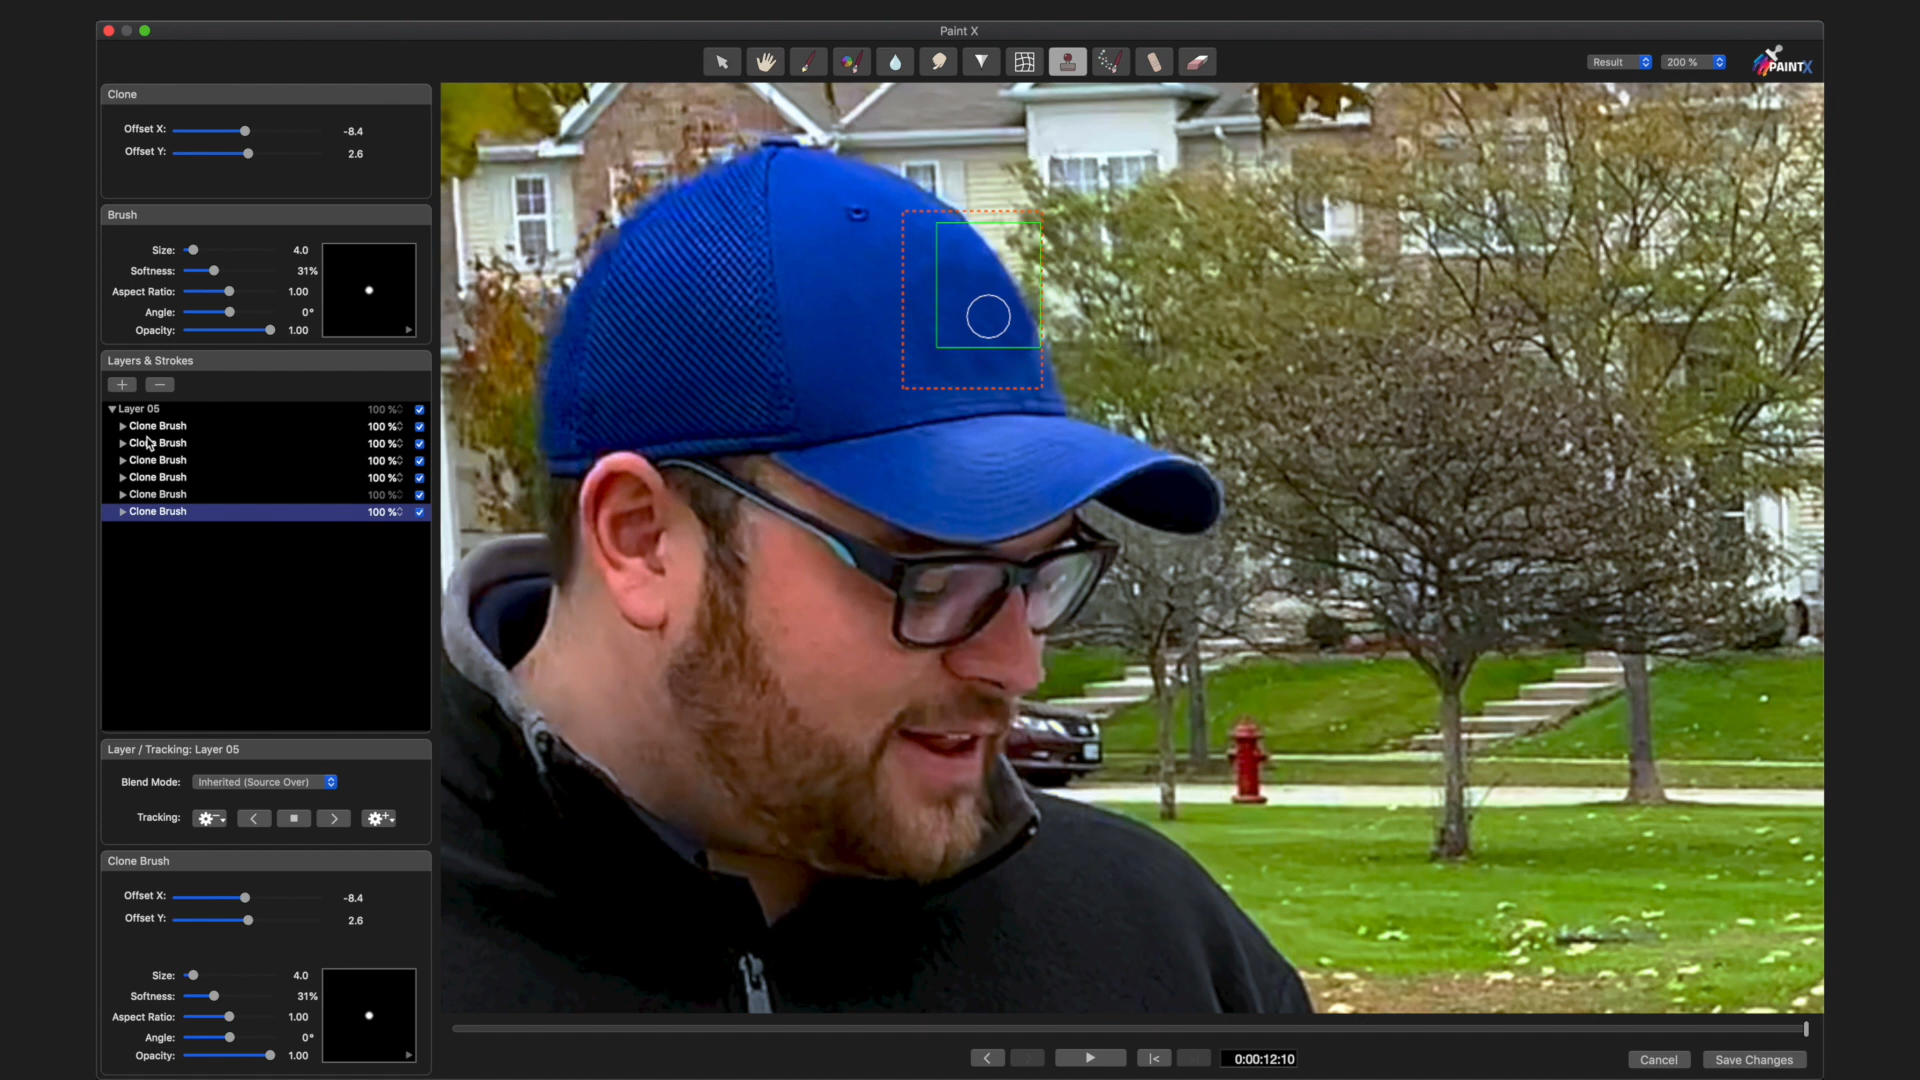 Paint X
Result
200 %
PAINTX
Clone
Offset X: -8.4
Offset Y: 2.6
Brush
Size: 4.0
Softness: 31%
Aspect Ratio: 1.00
Angle: 0°
Opacity: 1.00
Layers & Strokes
Layer 05 100 %
Clone Brush 100 %
Clone Brush 100 %
Clone Brush 100 %
Clone Brush 100 %
Clone Brush 100 %
Clone Brush 100 %
Layer / Tracking: Layer 05
Blend Mode: Inherited (Source Over)
Tracking:
Clone Brush
Offset X: -8.4
Offset Y: 2.6
Size: 4.0
Softness: 31%
Aspect Ratio: 1.00
Angle: 0°
Opacity: 1.00
0:00:12:10
Cancel
Save Changes